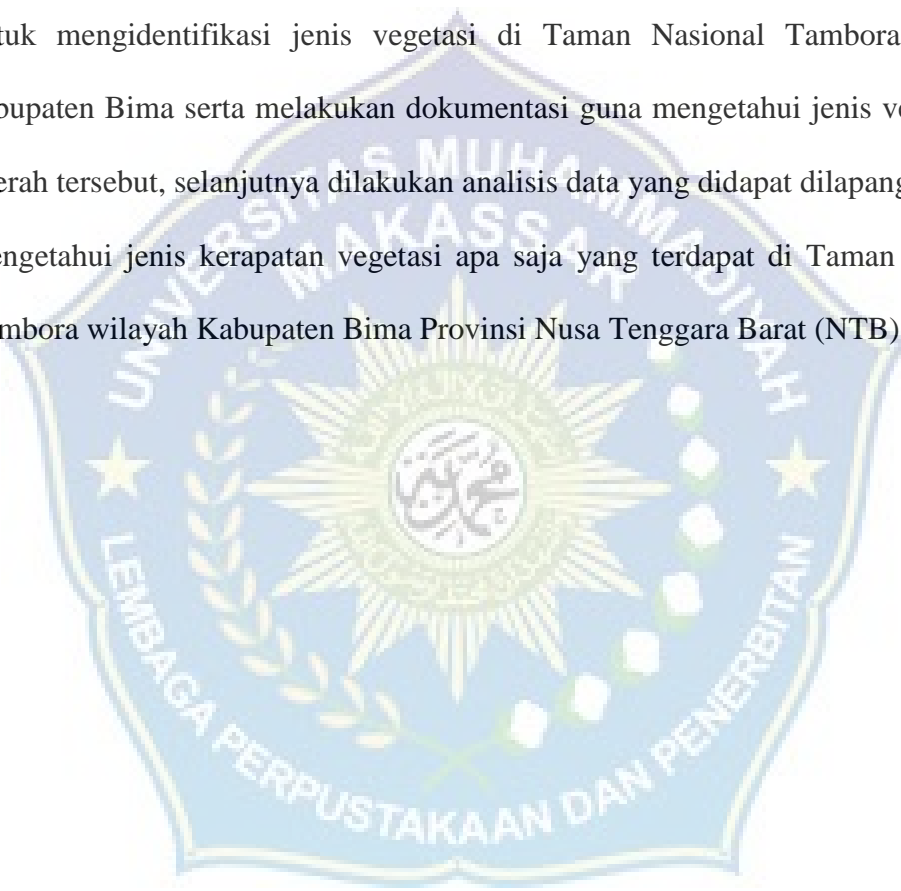 tuk mengidentifikasi jenis vegetasi di Taman Nasional Tambora
bupaten Bima serta melakukan dokumentasi guna mengetahui jenis ve
erah tersebut, selanjutnya dilakukan analisis data yang didapat dilapang
engetahui jenis kerapatan vegetasi apa saja yang terdapat di Taman
mbora wilayah Kabupaten Bima Provinsi Nusa Tenggara Barat (NTB)
UNIVERSITAS MUHAMMADIYAH
MAKASSAR
محمدية
LEMBAGA PERPUSTAKAAN DAN PENERBITAN